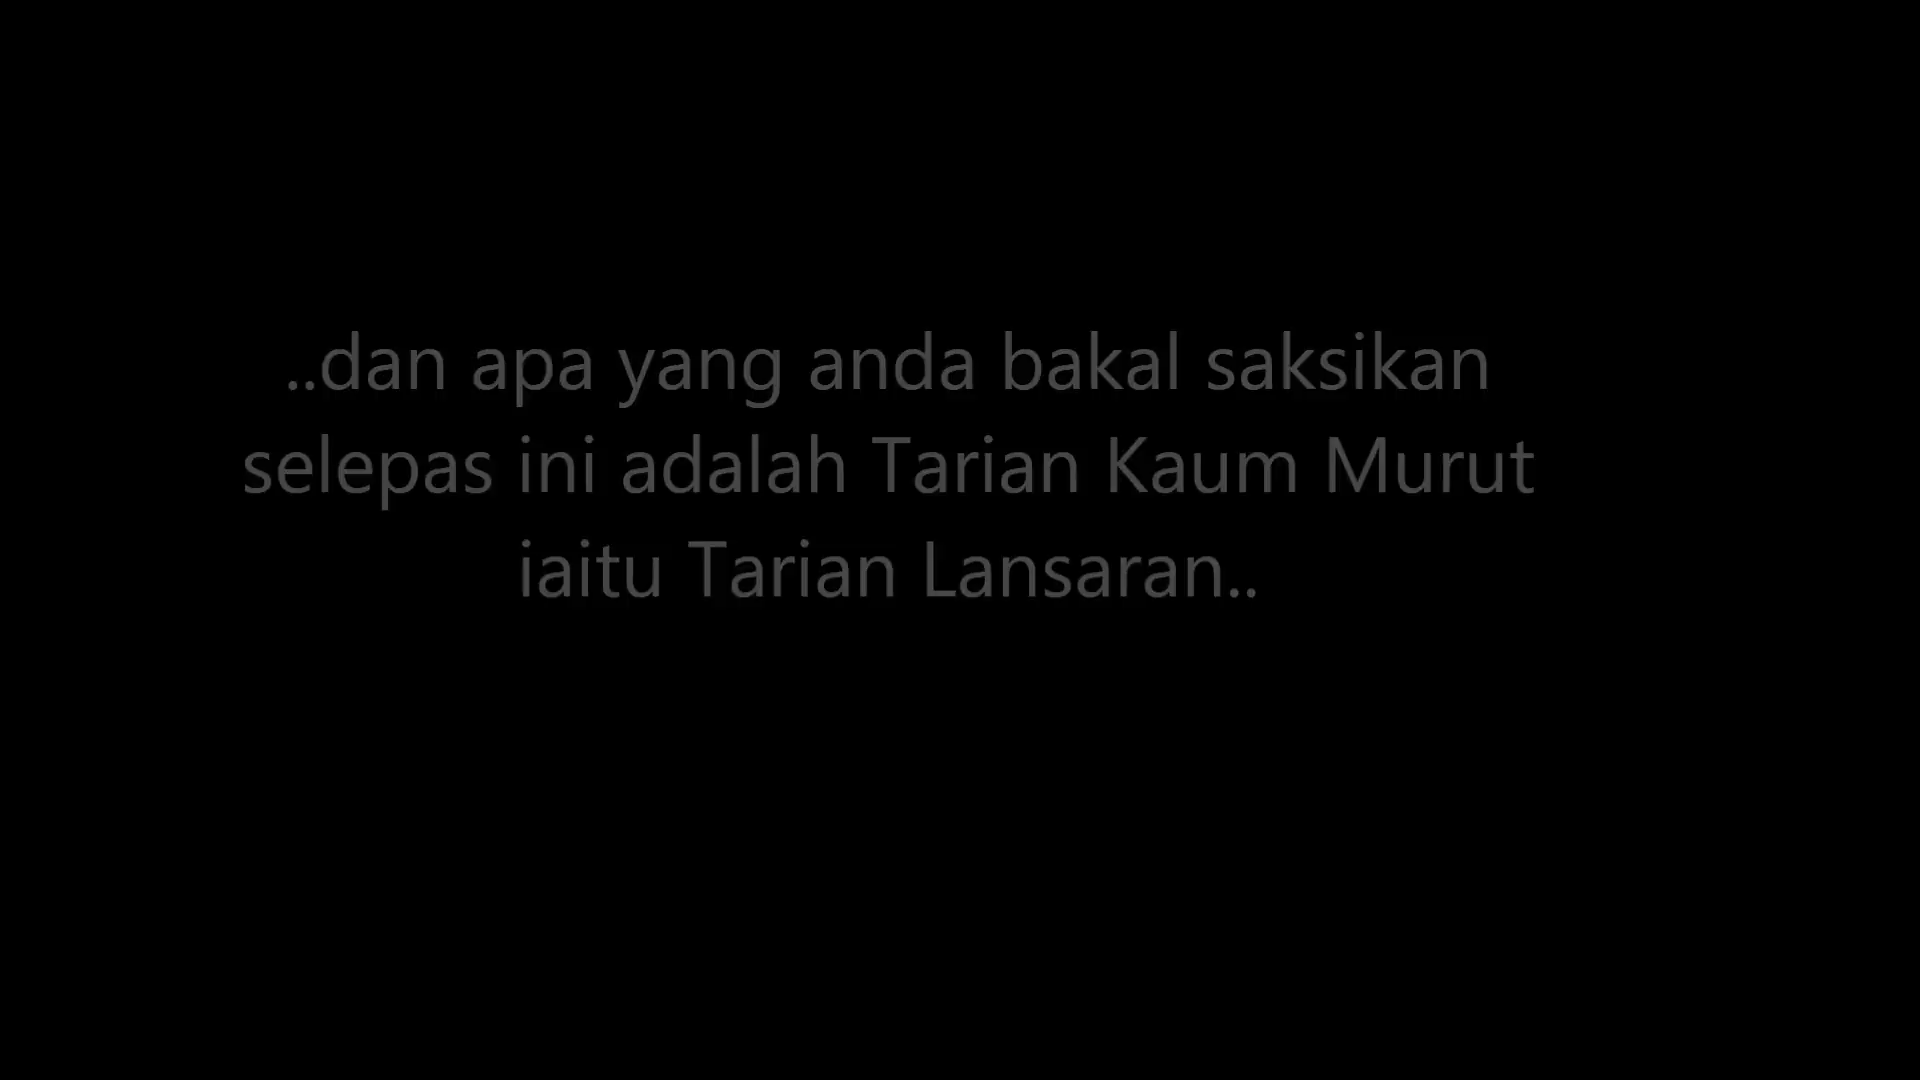 ..dan apa yang anda bakal saksikan
selepas ini adalah Tarian Kaum Murut
iaitu Tarian Lansaran..